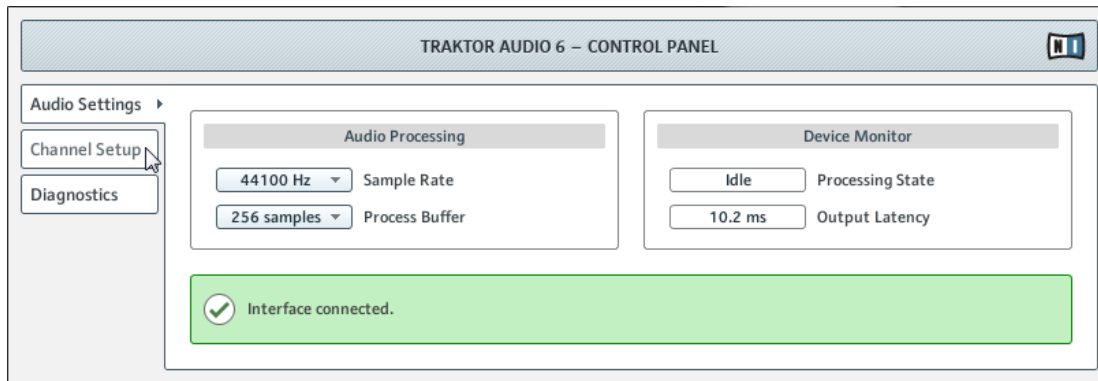 TRAKTOR AUDIO 6 – CONTROL PANEL
NI
Audio Settings
Channel Setup
Diagnostics
Audio Processing
44100 Hz Sample Rate
256 samples Process Buffer
Device Monitor
Idle Processing State
10.2 ms Output Latency
Interface connected.